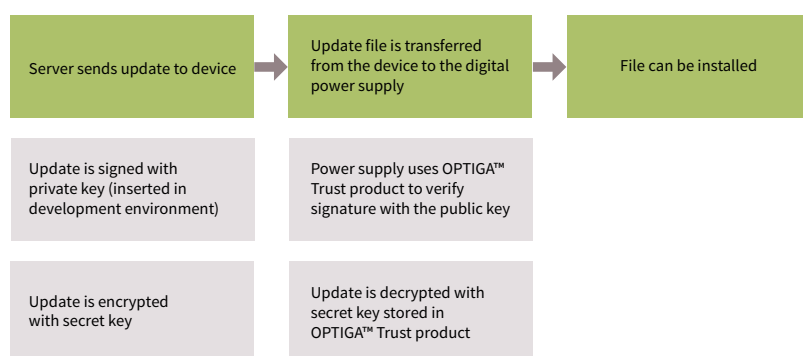 Server sends update to device
Update file is transferred
from the device to the digital
power supply
File can be installed
Update is signed with
private key (inserted in
development environment)
Power supply uses OPTIGA™
Trust product to verify
signature with the public key
Update is encrypted
with secret key
Update is decrypted with
secret key stored in
OPTIGA™ Trust product